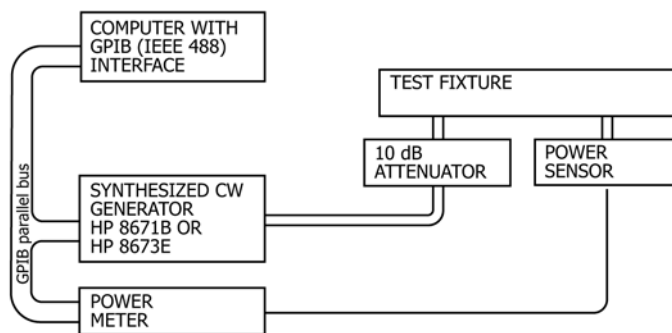 COMPUTER WITH
GPIB (IEEE 488)
INTERFACE
TEST FIXTURE
10 dB
ATTENUATOR
POWER
SENSOR
SYNTHESIZED CW
GENERATOR
HP 8671B OR
HP 8673E
GPIB parallel bus
POWER
METER